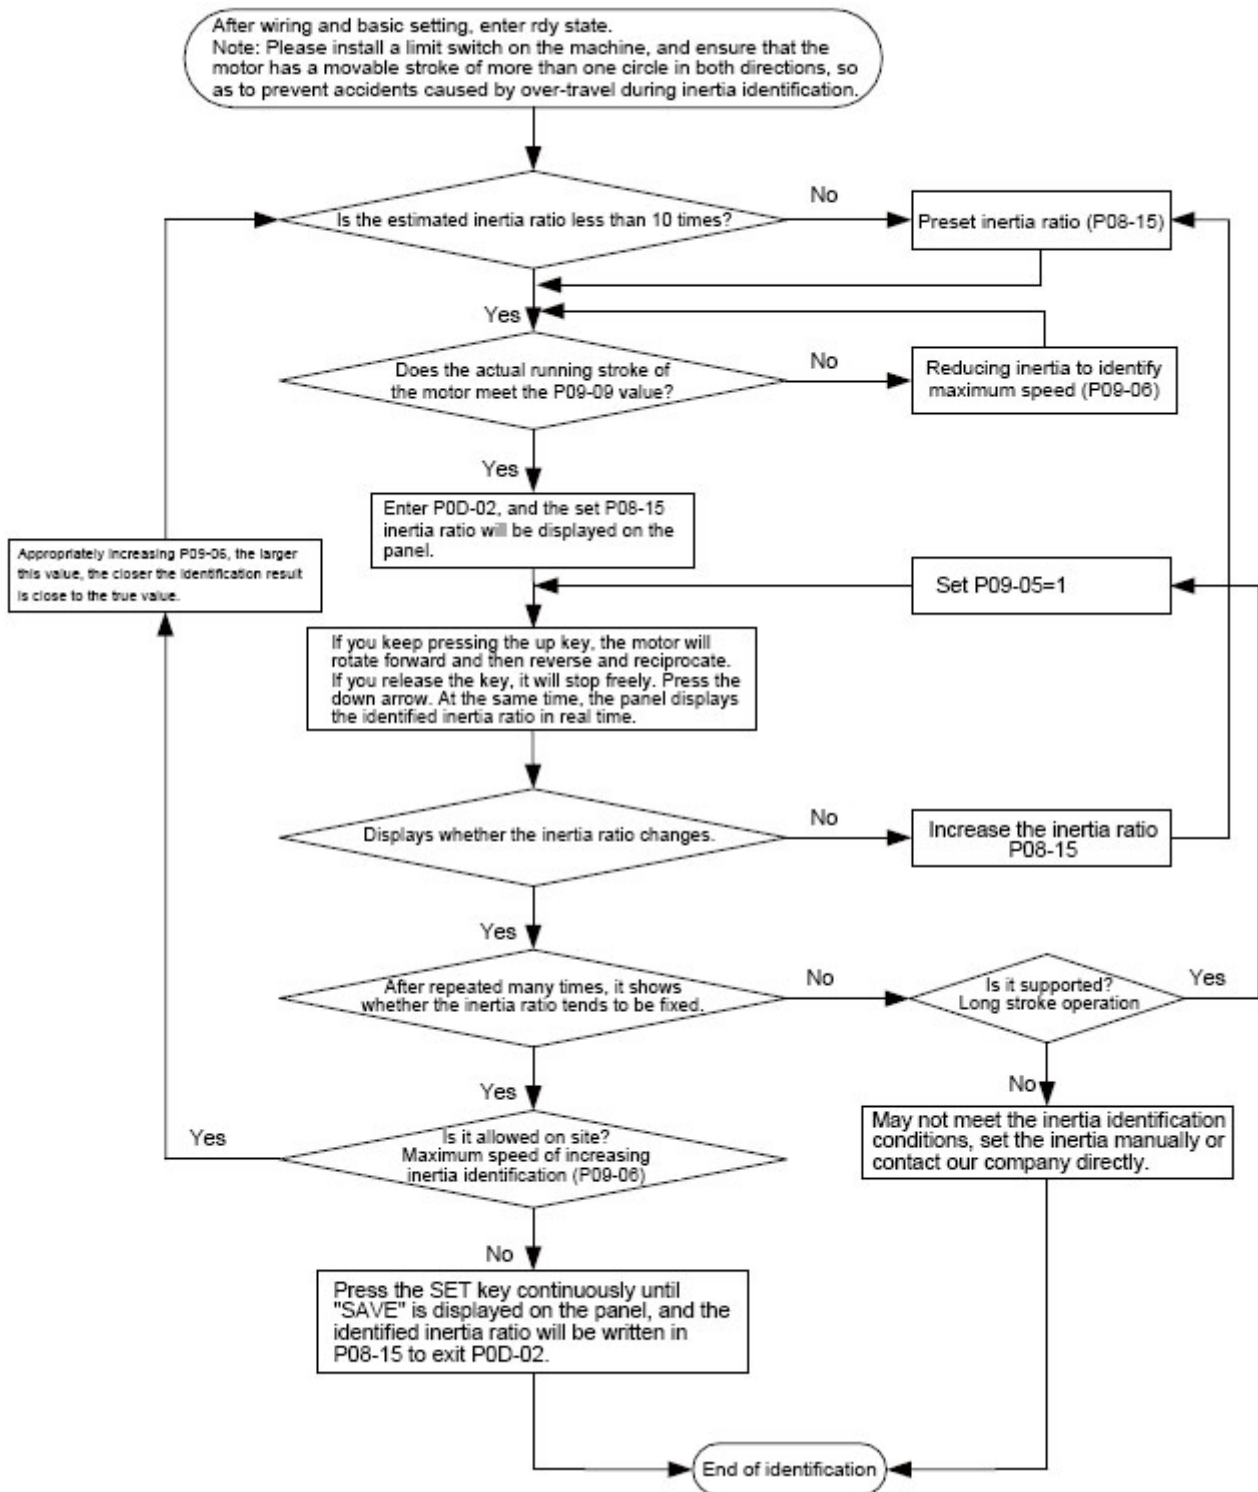 After wiring and basic setting, enter rdy state.
Note: Please install a limit switch on the machine, and ensure that the
motor has a movable stroke of more than one circle in both directions, so
as to prevent accidents caused by over-travel during inertia identification.
Is the estimated inertia ratio less than 10 times?
No
Preset inertia ratio (P08-15)
Yes
Does the actual running stroke of
the motor meet the P09-09 value?
No
Reducing inertia to identify
maximum speed (P09-06)
Yes
Enter P0D-02, and the set P08-15
inertia ratio will be displayed on the
panel.
Appropriately increasing P09-06, the larger
this value, the closer the identification result
is close to the true value.
Set P09-05=1
If you keep pressing the up key, the motor will
rotate forward and then reverse and reciprocate.
If you release the key, it will stop freely. Press the
down arrow. At the same time, the panel displays
the identified inertia ratio in real time.
Displays whether the inertia ratio changes.
No
Increase the inertia ratio
P08-15
Yes
After repeated many times, it shows
whether the inertia ratio tends to be fixed.
No
Is it supported?
Long stroke operation
Yes
Yes
No
Is it allowed on site?
Maximum speed of increasing
inertia identification (P09-06)
Yes
May not meet the inertia identification
conditions, set the inertia manually or
contact our company directly.
No
Press the SET key continuously until
"SAVE" is displayed on the panel, and the
identified inertia ratio will be written in
P08-15 to exit P0D-02.
End of identification